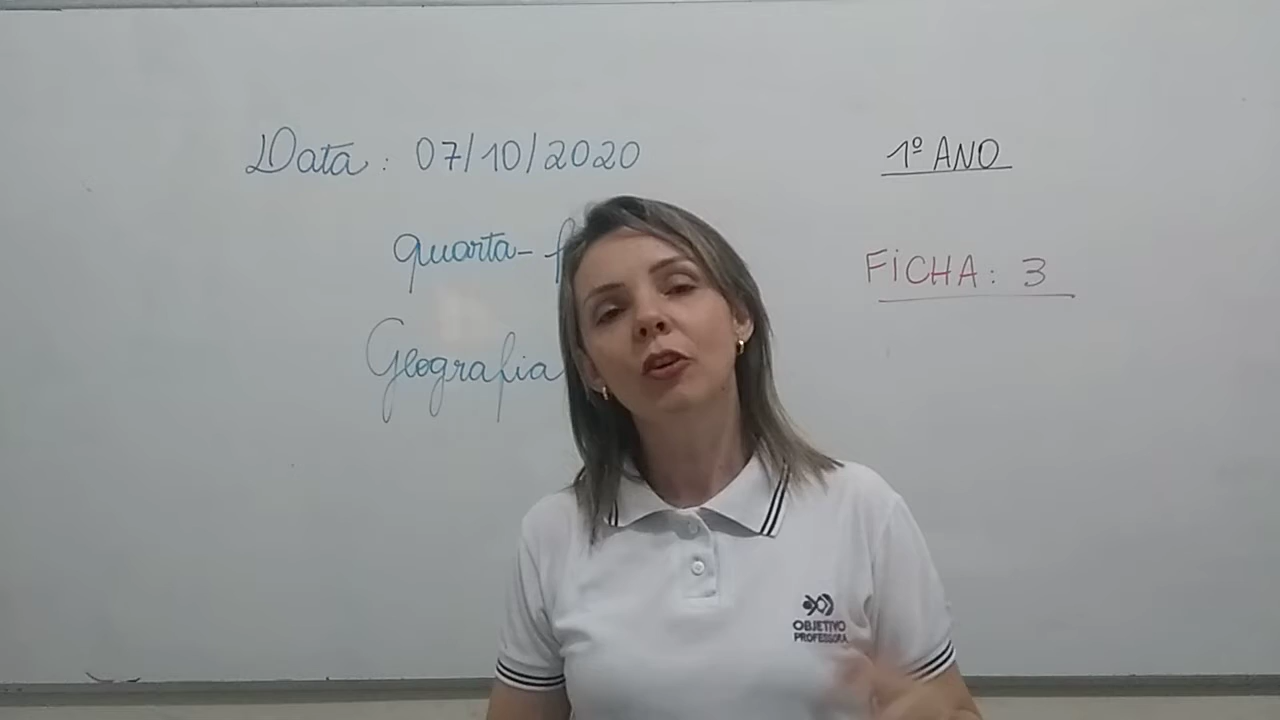 Data: 07/10/2020
1º ANO
quarta-f
FICHA: 3
Geografia
OBJETIVO
PROFESSORA